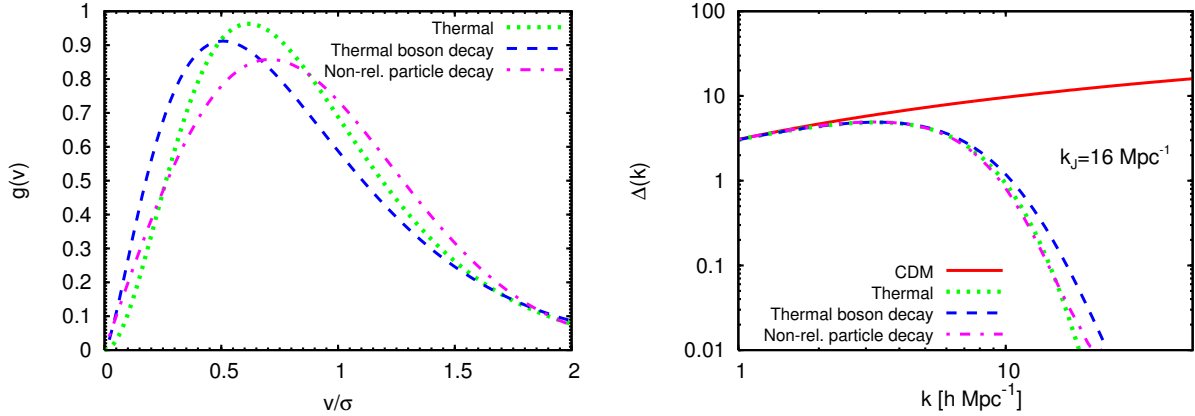 1
0.9
0.8
0.7
0.6
0.5
0.4
0.3
0.2
0.1
0
0
0.5
1
1.5
2
g(v)
v/σ
Thermal
Thermal boson decay
Non-rel. particle decay
100
10
1
0.1
0.01
1
10
Δ(k)
k [h Mpc⁻¹]
k_J=16 Mpc⁻¹
CDM
Thermal
Thermal boson decay
Non-rel. particle decay